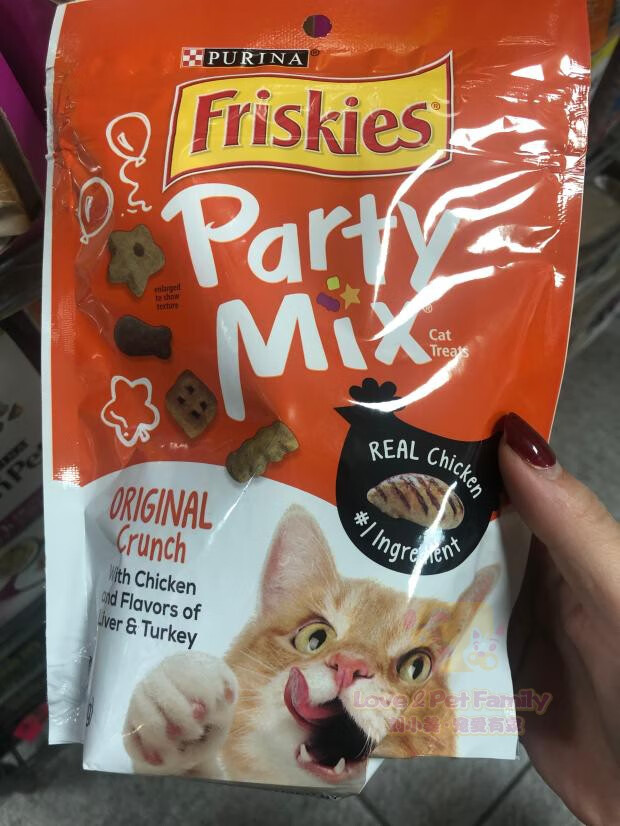 PURINA®
Friskies®
Party
Mix®
Cat
Treats
enlarged
to show
texture
REAL Chicken
#1 Ingredient
ORIGINAL
Crunch
With Chicken
and Flavors of
Liver & Turkey
Love 2 Pet Family